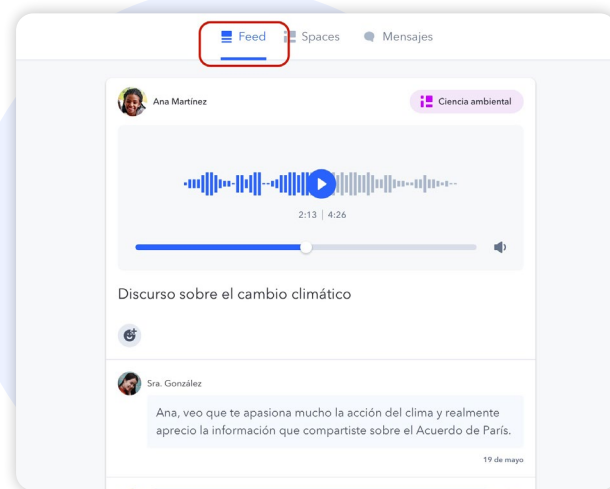 Feed Spaces Mensajes
Ana Martínez
Ciencia ambiental
2:13 | 4:26
Discurso sobre el cambio climático
Sra. González
Ana, veo que te apasiona mucho la acción del clima y realmente
aprecio la información que compartiste sobre el Acuerdo de París.
19 de mayo